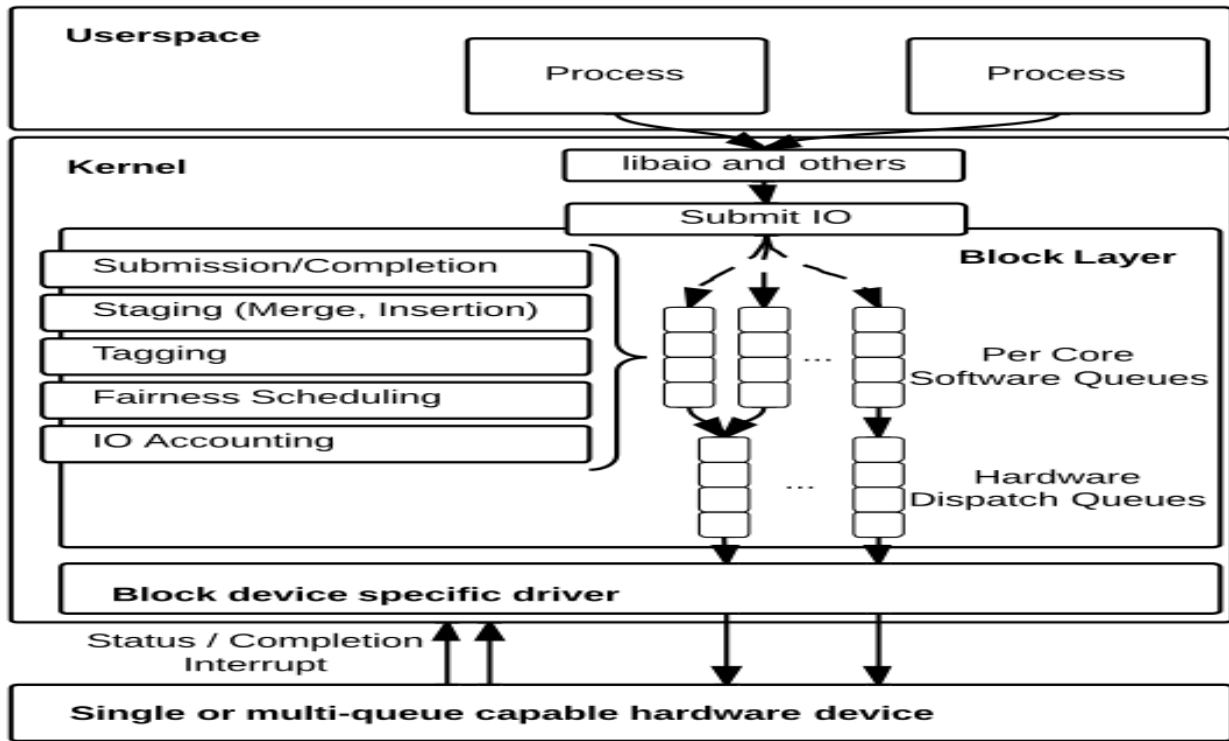 Userspace
Process
Process
Kernel
libaio and others
Submit IO
Block Layer
Submission/Completion
Staging (Merge, Insertion)
Tagging
Fairness Scheduling
IO Accounting
...
Per Core
Software Queues
...
Hardware
Dispatch Queues
Block device specific driver
Status / Completion
Interrupt
Single or multi-queue capable hardware device